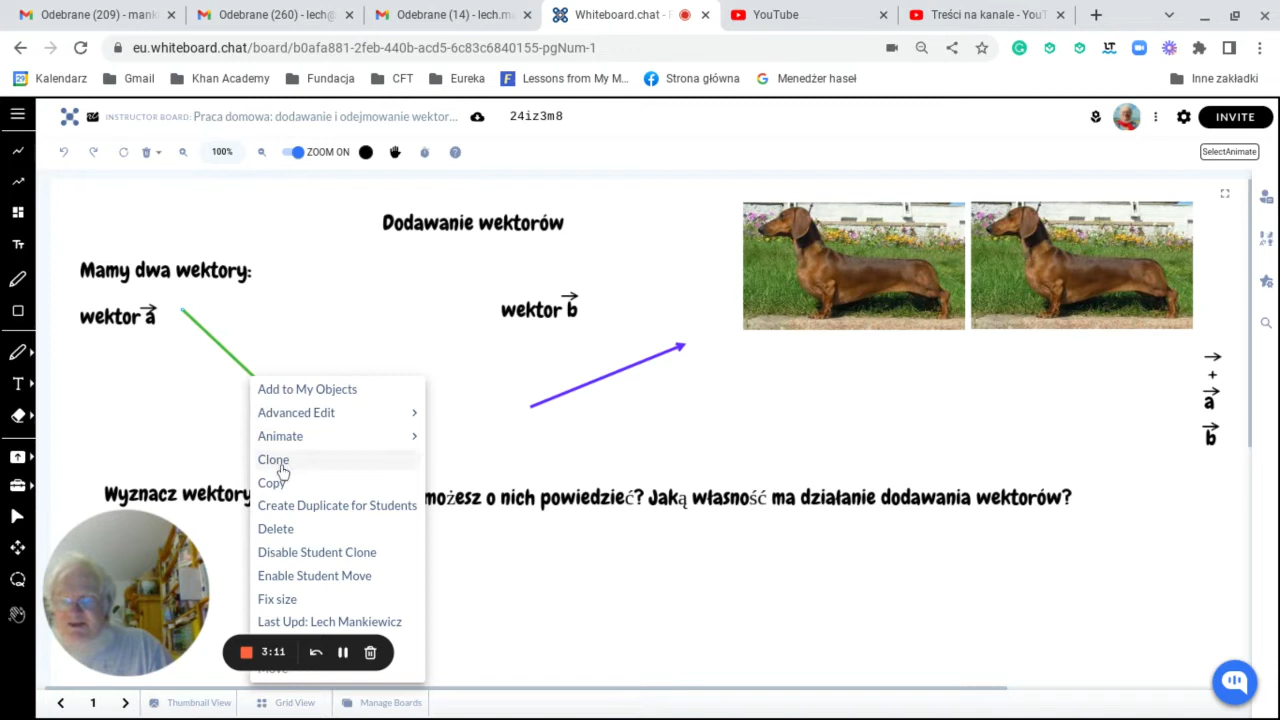 Odebrane (209) - manki
Odebrane (260) - lech@
Odebrane (14) - lech.m
Whiteboard.chat - 
YouTube
Treści na kanale - YouT
eu.whiteboard.chat/board/b0afa881-2feb-440b-acd5-6c83c6840155-pgNum-1
Kalendarz
Gmail
Khan Academy
Fundacja
CFT
Eureka
Lessons from My M...
Strona główna
Menedżer haseł
Inne zakładki
INSTRUCTOR BOARD: Praca domowa: dodawanie i odejmowanie wektor...
24iz3m8
INVITE
100%
ZOOM ON
SelectAnimate
Dodawanie wektorów
Mamy dwa wektory:
wektor a
wektor b
+
a
b
Add to My Objects
Advanced Edit
Animate
Clone
Copy
Create Duplicate for Students
Delete
Disable Student Clone
Enable Student Move
Fix size
Last Upd: Lech Mankiewicz
Move
Wyznacz wektory możesz o nich powiedzieć? Jaką własność ma działanie dodawania wektorów?
3:11
1
Thumbnail View
Grid View
Manage Boards